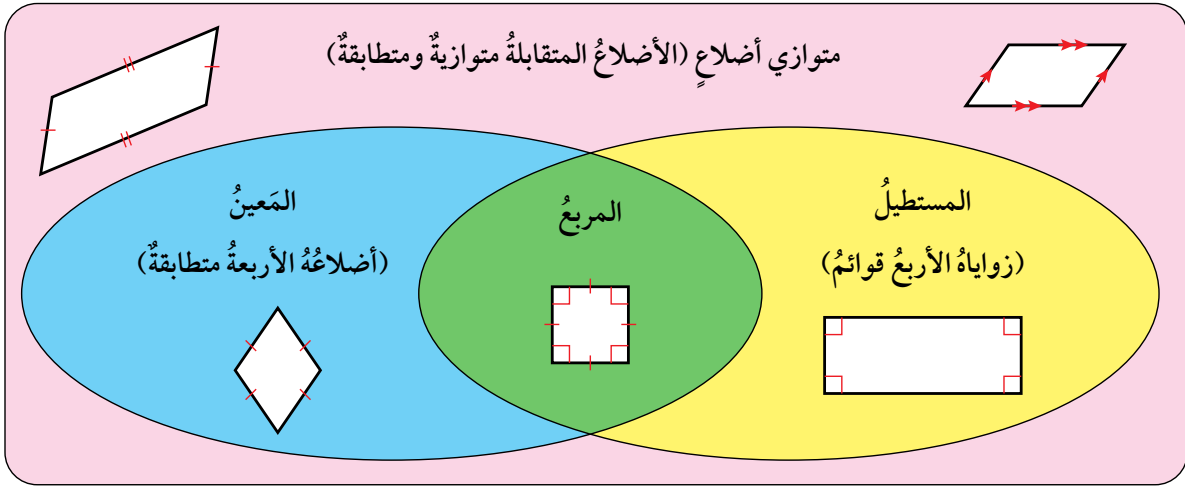 متوازي أضلاعٍ (الأضلاعُ المتقابلةُ متوازيةٌ ومتطابقةٌ)
المستطيلُ
(زواياهُ الأربعُ قوائمُ)
المربعُ
المَعينُ
(أضلاعُهُ الأربعةُ متطابقةٌ)